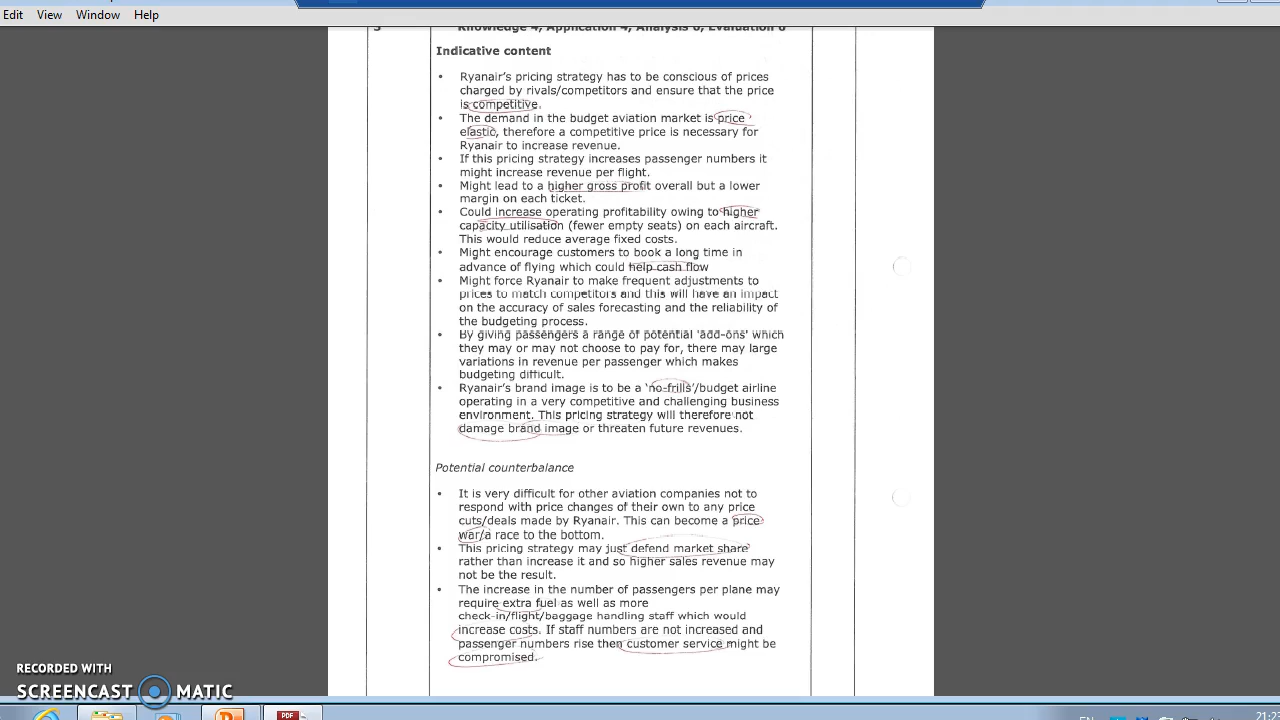 Edit View Window Help
3 Knowledge 4, Application 4, Analysis 6, Evaluation 6
Indicative content
• Ryanair's pricing strategy has to be conscious of prices
charged by rivals/competitors and ensure that the price
is competitive.
• The demand in the budget aviation market is price
elastic, therefore a competitive price is necessary for
Ryanair to increase revenue.
• If this pricing strategy increases passenger numbers it
might increase revenue per flight.
• Might lead to a higher gross profit overall but a lower
margin on each ticket.
• Could increase operating profitability owing to higher
capacity utilisation (fewer empty seats) on each aircraft.
This would reduce average fixed costs.
• Might encourage customers to book a long time in
advance of flying which could help cash flow
• Might force Ryanair to make frequent adjustments to
prices to match competitors and this will have an impact
on the accuracy of sales forecasting and the reliability of
the budgeting process.
• By giving passengers a range of potential 'add-ons' which
they may or may not choose to pay for, there may large
variations in revenue per passenger which makes
budgeting difficult.
• Ryanair's brand image is to be a 'no-frills'/budget airline
operating in a very competitive and challenging business
environment. This pricing strategy will therefore not
damage brand image or threaten future revenues.
Potential counterbalance
• It is very difficult for other aviation companies not to
respond with price changes of their own to any price
cuts/deals made by Ryanair. This can become a price
war/a race to the bottom.
• This pricing strategy may just defend market share
rather than increase it and so higher sales revenue may
not be the result.
• The increase in the number of passengers per plane may
require extra fuel as well as more
check-in/flight/baggage handling staff which would
increase costs. If staff numbers are not increased and
passenger numbers rise then customer service might be
compromised.
RECORDED WITH
SCREENCAST MATIC
PDF
EN